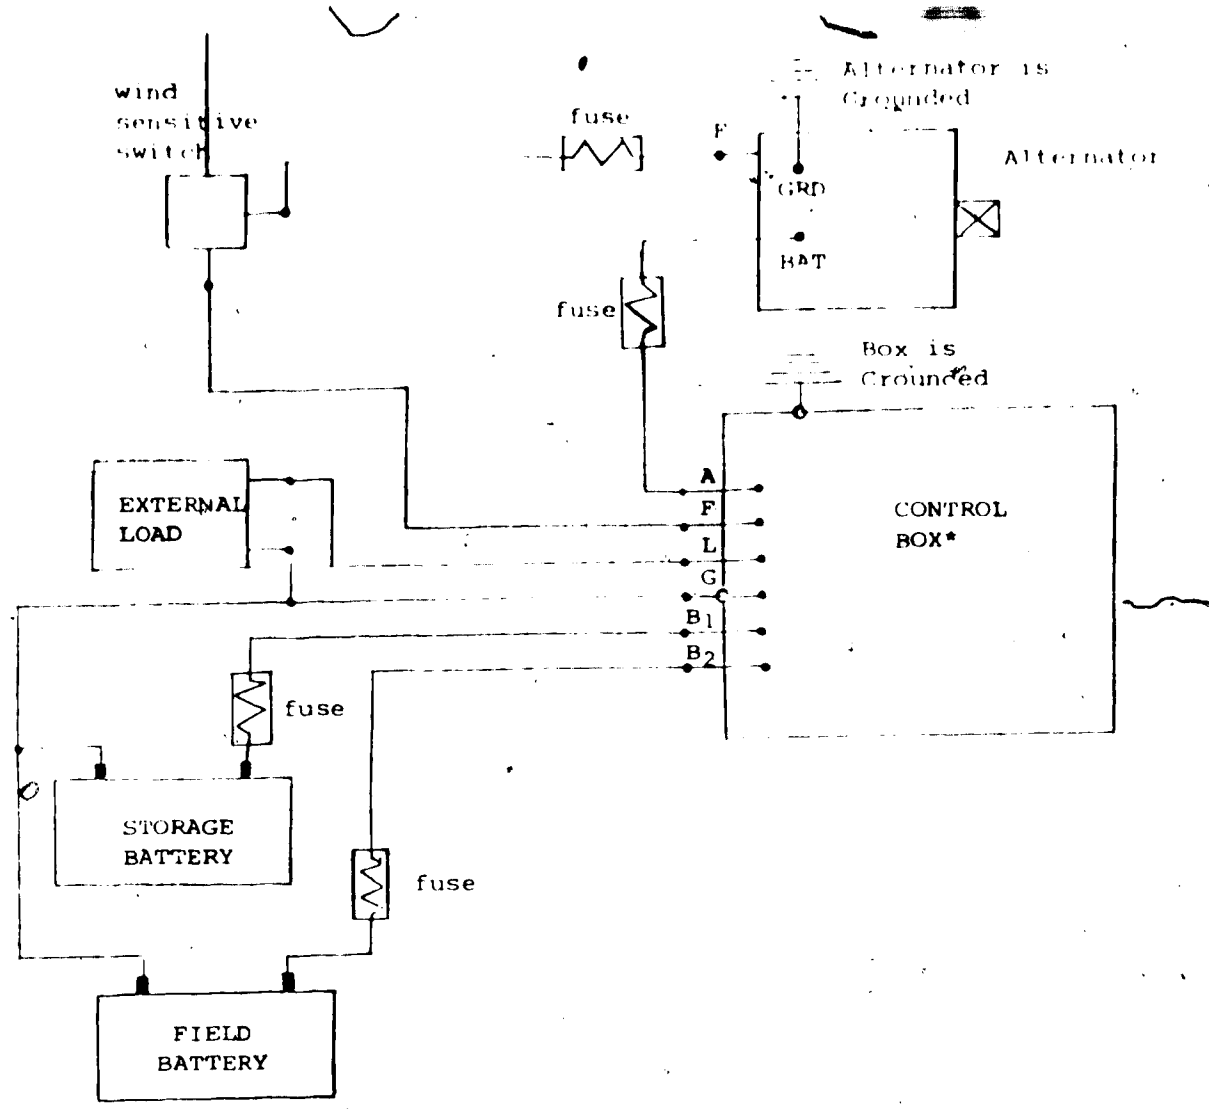 wind
sensitive
switch
fuse
Alternator is
Grounded
F
Alternator
GRD
BAT
fuse
Box is
Grounded
A
F
L
G
B1
B2
EXTERNAL
LOAD
CONTROL
BOX*
fuse
STORAGE
BATTERY
fuse
FIELD
BATTERY